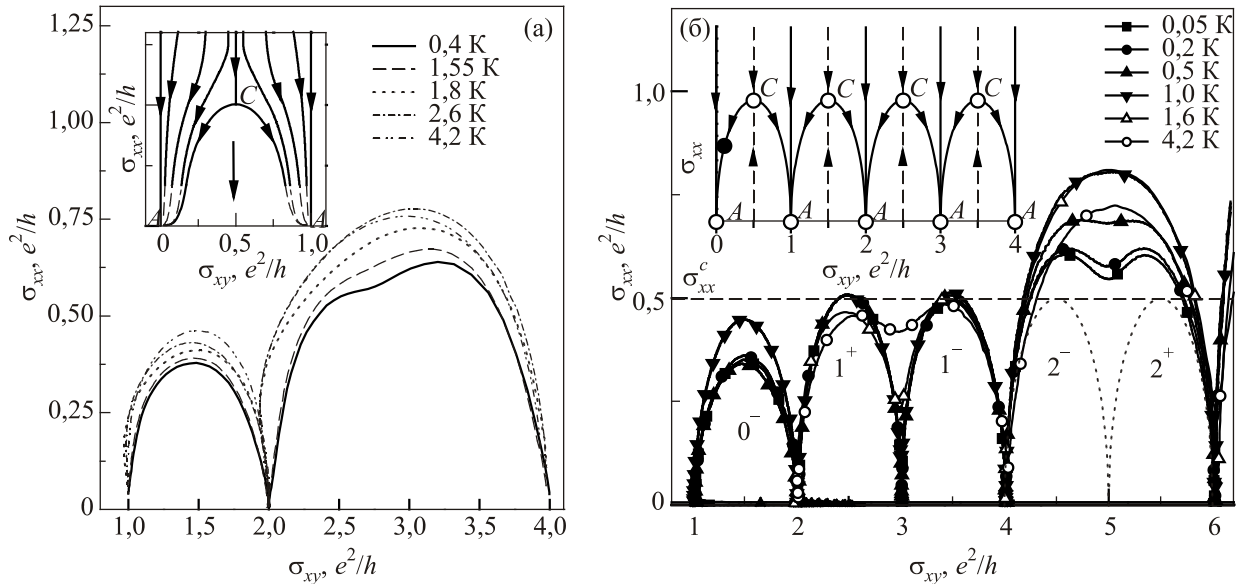 (а)
1,25
1,00
0,75
0,50
0,25
0
σxx, e²/h
1,0 1,5 2,0 2,5 3,0 3,5 4,0
σxy, e²/h
0,4 К
1,55 К
1,8 К
2,6 К
4,2 К
σxx, e²/h
C
A A
0 0,5 1,0
σxy, e²/h
(б)
1,0
0,5
0
σxx, e²/h
σᶜxx
1 2 3 4 5 6
σxy, e²/h
0,05 К
0,2 К
0,5 К
1,0 К
1,6 К
4,2 К
σxx
C C C C
A A A A A
0 1 2 3 4
σxy, e²/h
0⁻ 1⁺ 1⁻ 2⁻ 2⁺